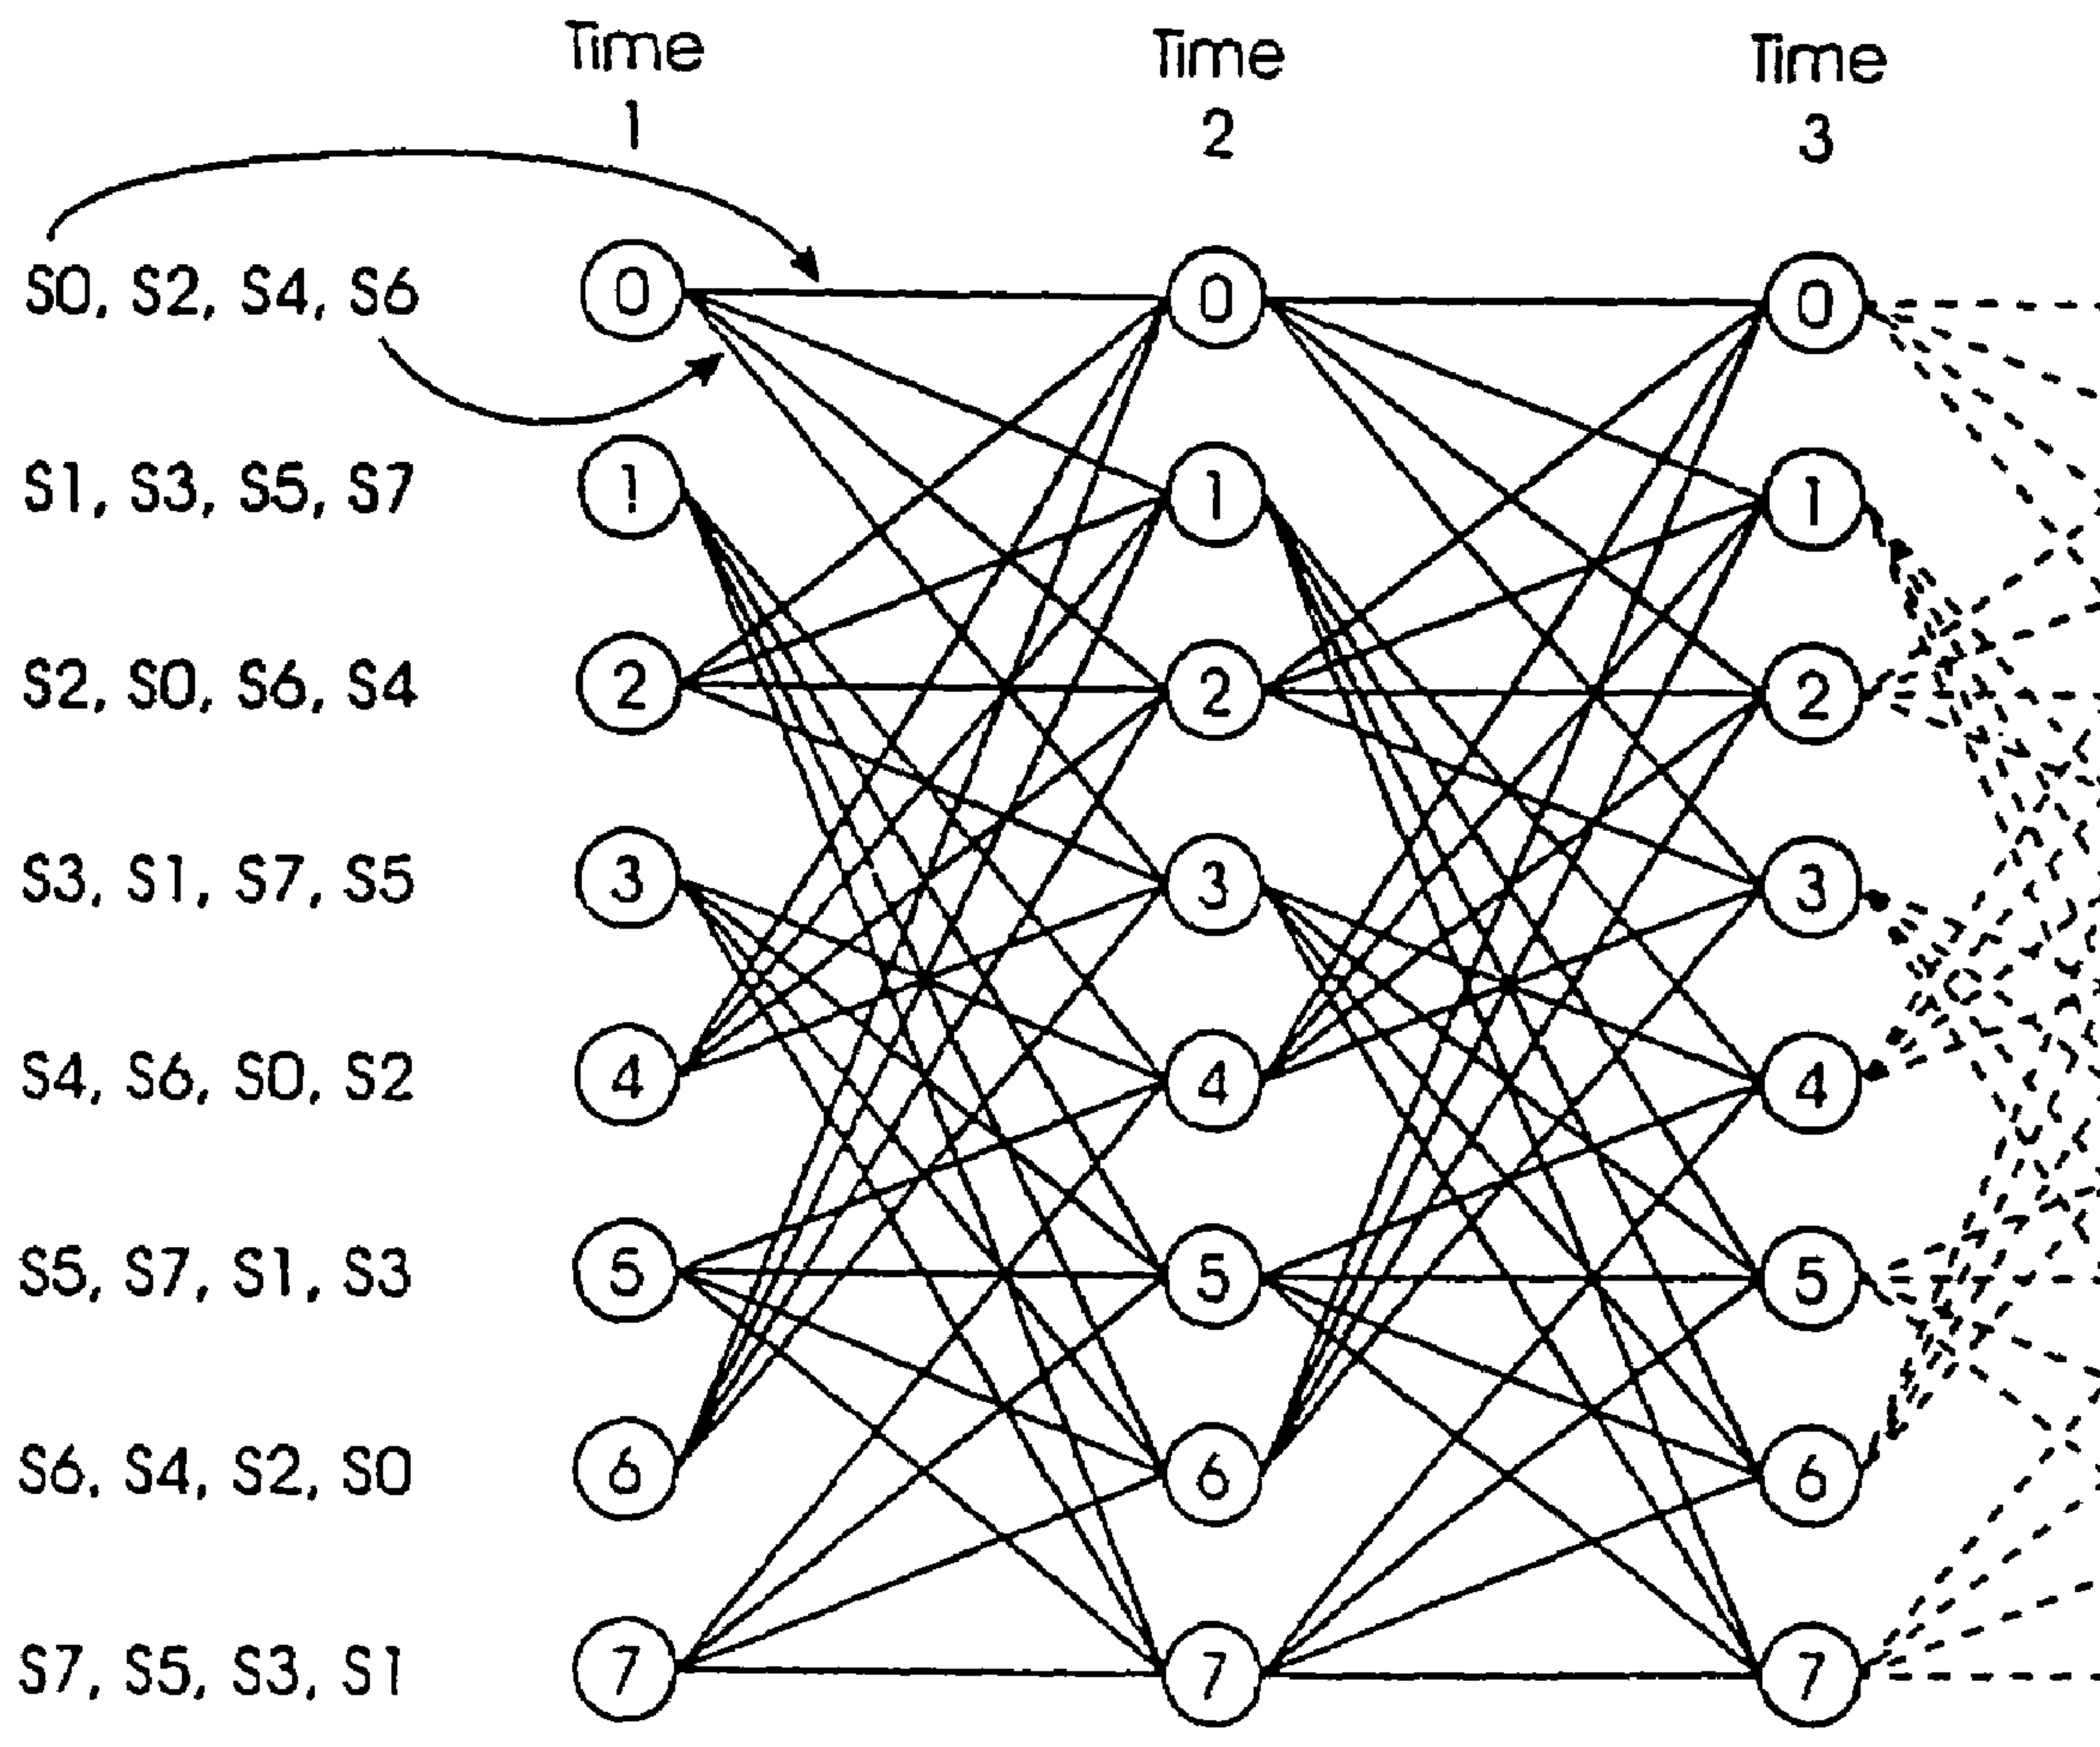 Time Time Time
1 2 3
S0, S2, S4, S6 0 0 0
S1, S3, S5, S7 1 1 1
S2, S0, S6, S4 2 2 2
S3, S1, S7, S5 3 3 3
S4, S6, S0, S2 4 4 4
S5, S7, S1, S3 5 5 5
S6, S4, S2, S0 6 6 6
S7, S5, S3, S1 7 7 7